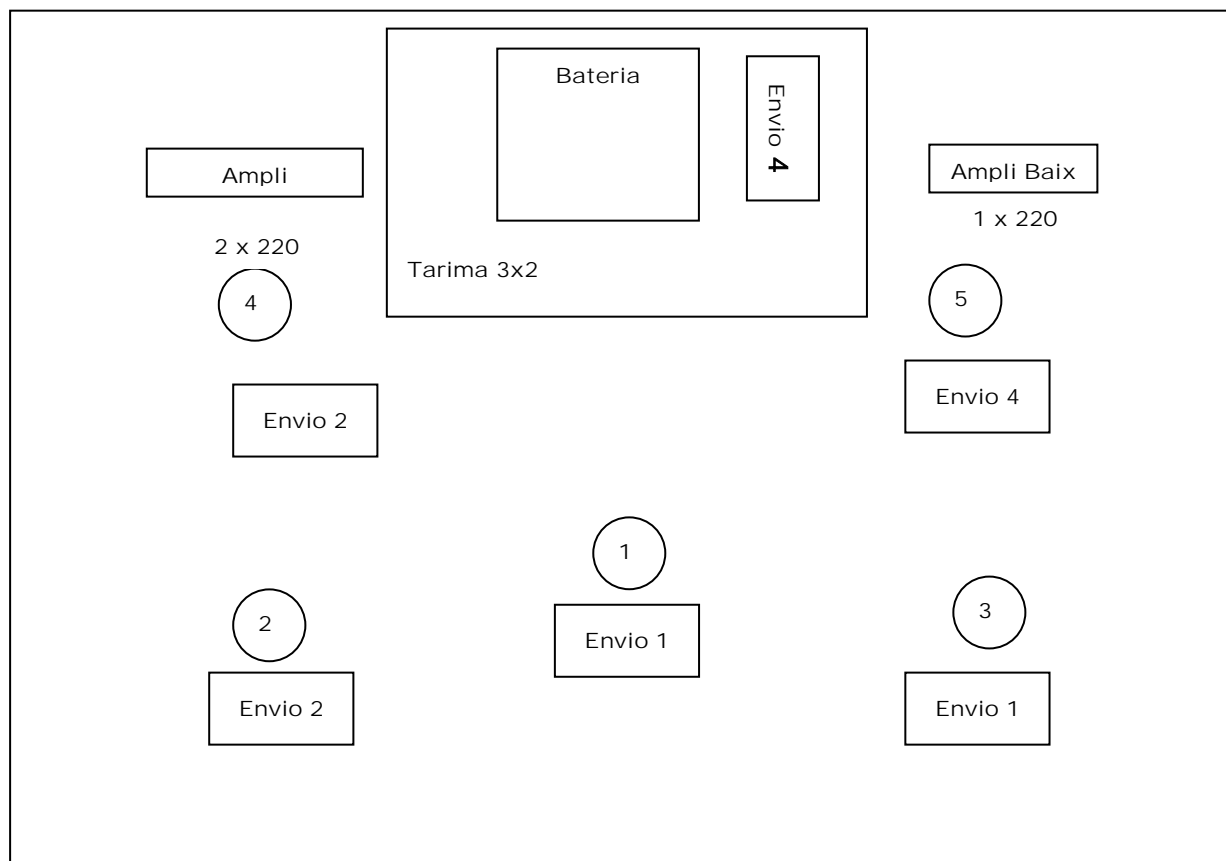 Bateria
Envio 4
Ampli
Ampli Baix
2 x 220
1 x 220
Tarima 3x2
4
5
Envio 2
Envio 4
1
2
3
Envio 1
Envio 2
Envio 1